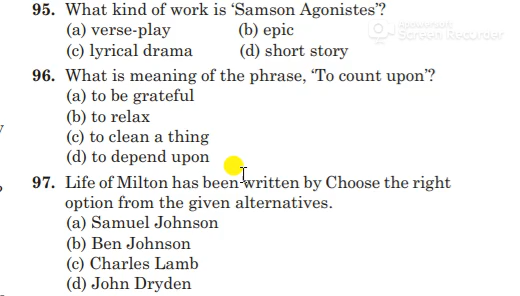 95. What kind of work is ‘Samson Agonistes’?
(a) verse-play (b) epic
(c) lyrical drama (d) short story
96. What is meaning of the phrase, ‘To count upon’?
(a) to be grateful
(b) to relax
(c) to clean a thing
(d) to depend upon
97. Life of Milton has been written by Choose the right
option from the given alternatives.
(a) Samuel Johnson
(b) Ben Johnson
(c) Charles Lamb
(d) John Dryden
Screen Recorder